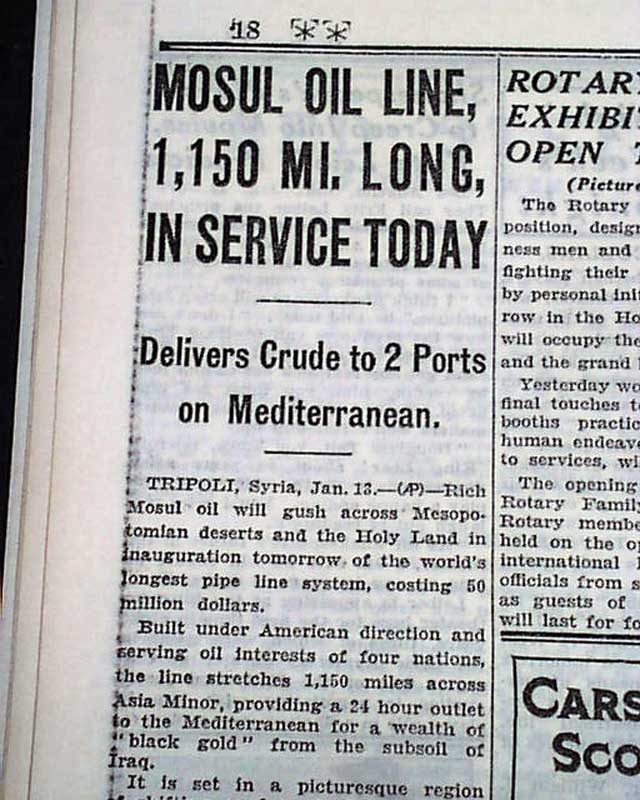 18 **
MOSUL OIL LINE,
1,150 MI. LONG,
IN SERVICE TODAY
Delivers Crude to 2 Ports
on Mediterranean.
TRIPOLI, Syria, Jan. 13.—(AP)—Rich
Mosul oil will gush across Mesopo-
tomian deserts and the Holy Land in
inauguration tomorrow of the world's
longest pipe line system, costing 50
million dollars.
Built under American direction and
serving oil interests of four nations,
the line stretches 1,150 miles across
Asia Minor, providing a 24 hour outlet
to the Mediterranean for a wealth of
"black gold" from the subsoil of
Iraq.
It is set in a picturesque region
ROTAR
EXHIBI
OPEN
(Picture
The Rotary
position, desig
ness men and
fighting their
by personal init
row in the Ho
will occupy the
and the grand
Yesterday wo
final touches t
booths practic
human endeav
to services, wi
The opening
Rotary Family
Rotary membe
held on the op
international
officials from s
as guests of
will last for fo
CARS
SCO